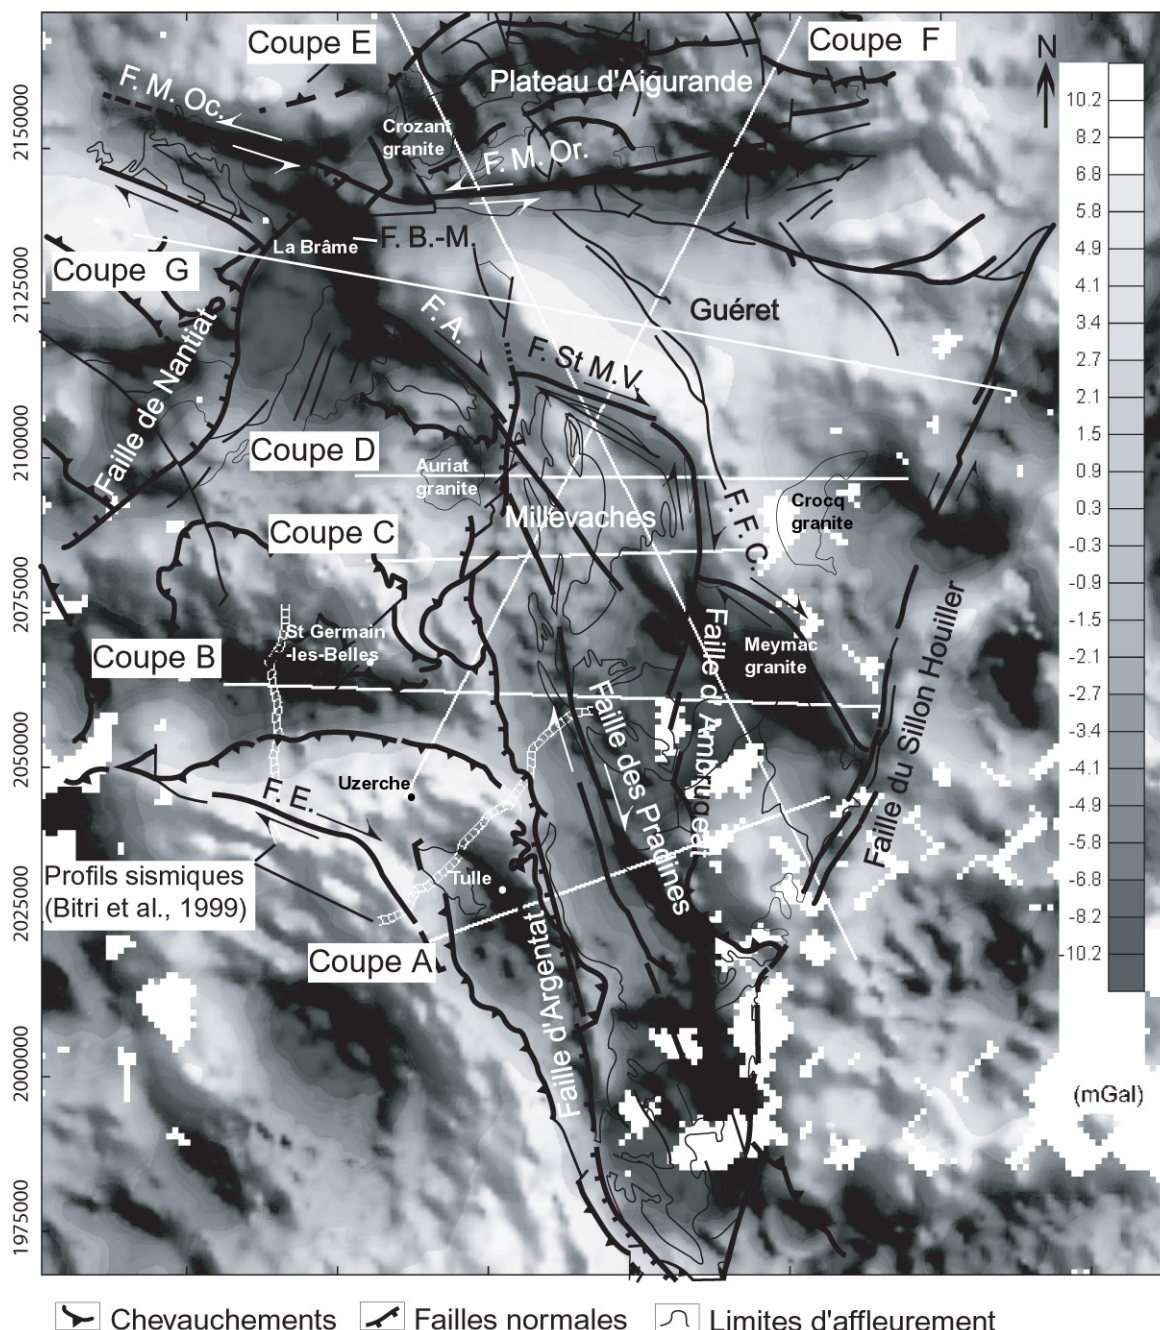 Coupe E
Coupe F
N
Plateau d'Aigurande
F. M. Oc.
Crozant
granite
F. M. Or.
La Brâme
F. B.-M.
Coupe G
Guéret
F. A.
F. St M.V.
Faille de Nantiat
Coupe D
Auriat
granite
Millevaches
Crocq
granite
Coupe C
F. F. C.
St Germain
-les-Belles
Coupe B
Meymac
granite
Faille d'Ambrugeat
Faille des Pradines
Faille du Sillon Houiller
Uzerche
F. E.
Profils sismiques
(Bitri et al., 1999)
Tulle
Coupe A
Faille d'Argentat
2150000
2125000
2100000
2075000
2050000
2025000
2000000
1975000
10.2
8.2
6.8
5.8
4.9
4.1
3.4
2.7
2.1
1.5
0.9
0.3
-0.3
-0.9
-1.5
-2.1
-2.7
-3.4
-4.1
-4.9
-5.8
-6.8
-8.2
-10.2
(mGal)
Chevauchements
Failles normales
Limites d'affleurement